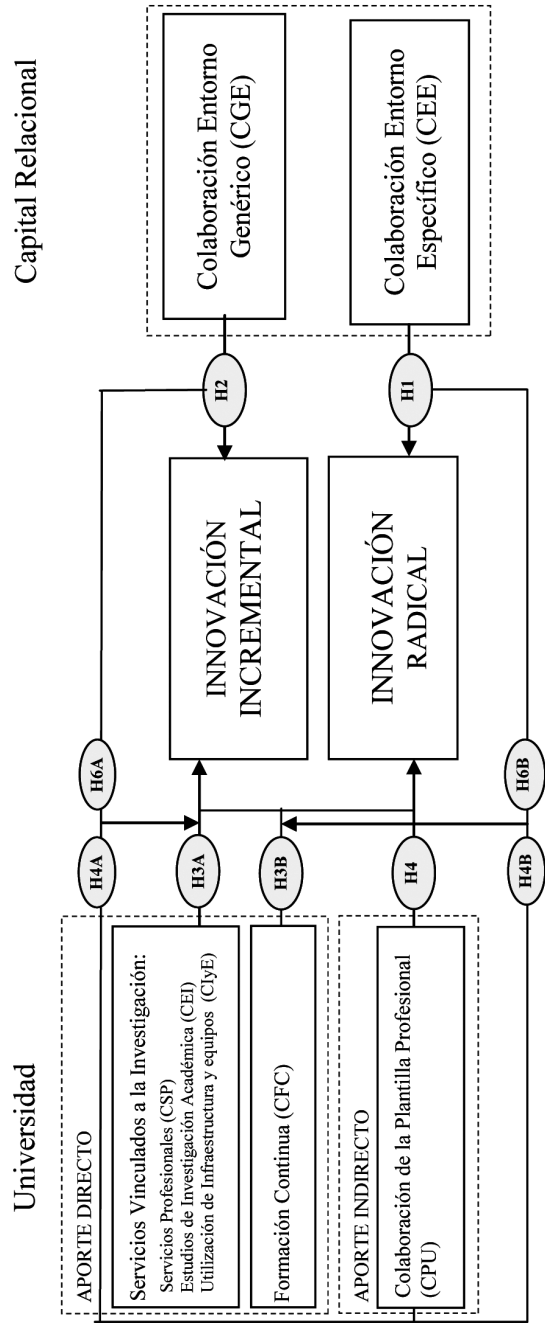 Universidad
Capital Relacional
APORTE DIRECTO
Servicios Vinculados a la Investigación:
Servicios Profesionales (CSP)
Estudios de Investigación Académica (CEI)
Utilización de Infraestructura y equipos (CIyE)
Formación Continua (CFC)
APORTE INDIRECTO
Colaboración de la Plantilla Profesional
(CPU)
H4A
H3A
H3B
H4
H4B
H6A
H6B
INNOVACIÓN
INCREMENTAL
INNOVACIÓN
RADICAL
H2
H1
Colaboración Entorno
Genérico (CGE)
Colaboración Entorno
Específico (CEE)